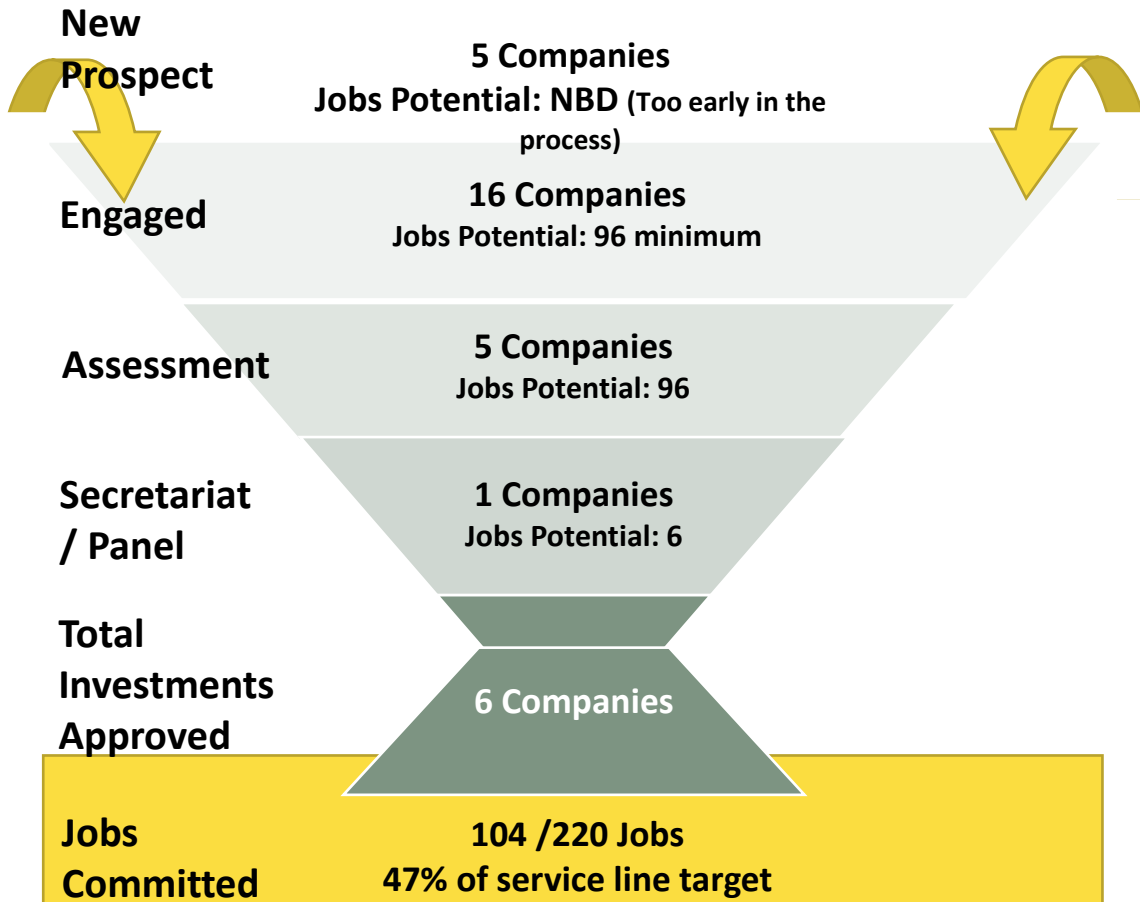 New
Prospect
5 Companies
Jobs Potential: NBD (Too early in the
process)
Engaged
16 Companies
Jobs Potential: 96 minimum
Assessment
5 Companies
Jobs Potential: 96
Secretariat
/ Panel
1 Companies
Jobs Potential: 6
Total
Investments
Approved
6 Companies
Jobs
Committed
104 /220 Jobs
47% of service line target